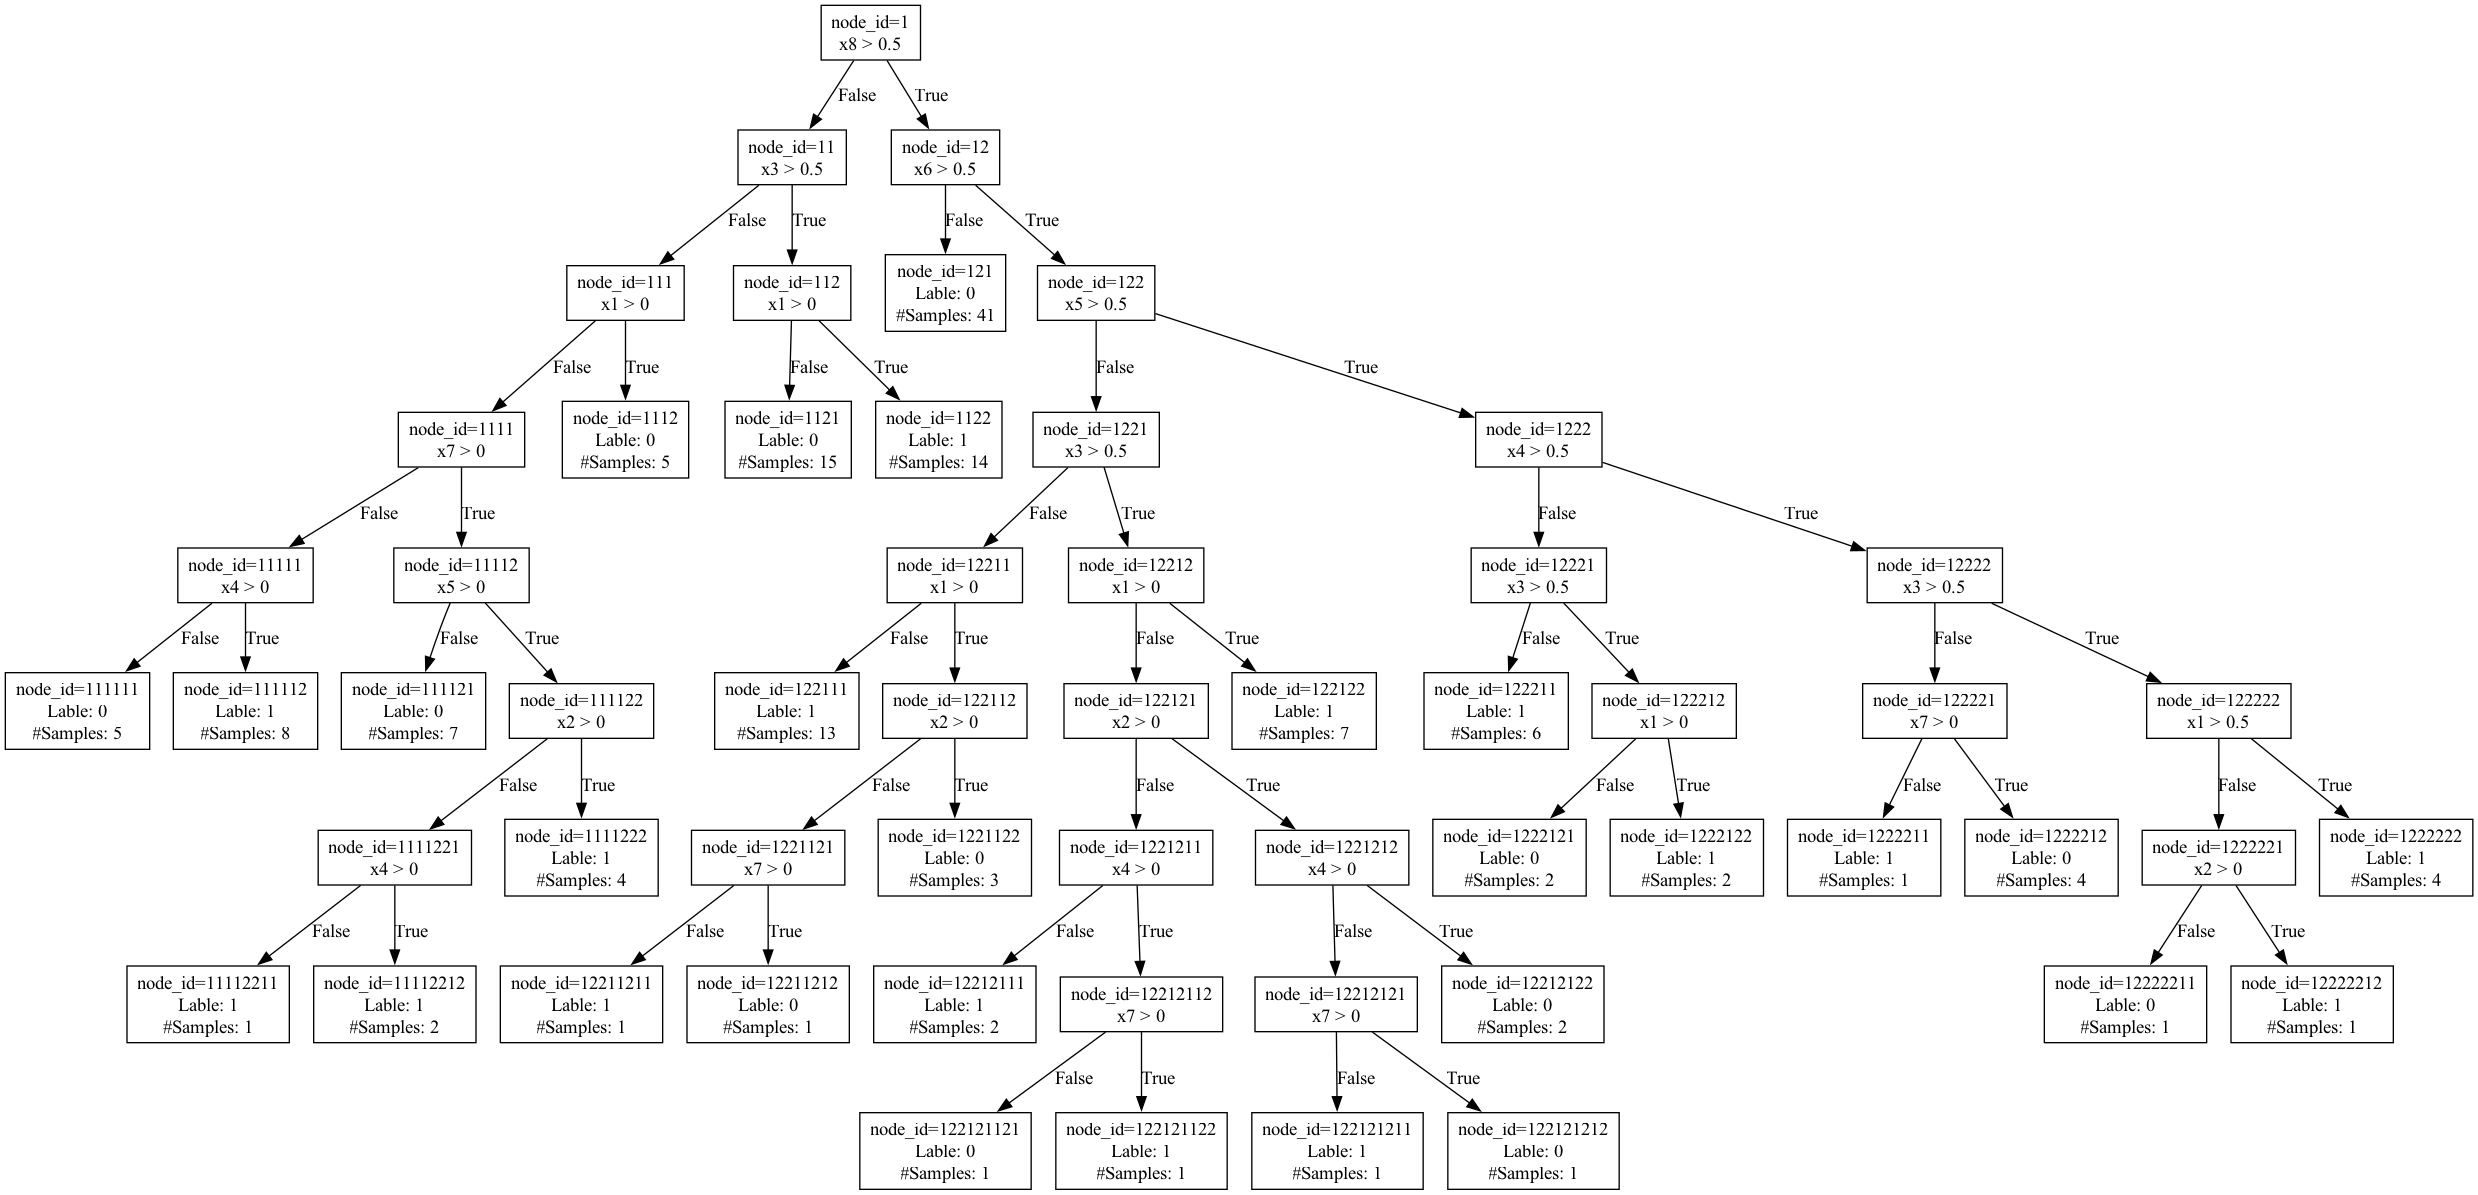 node_id=1
x8 > 0.5
False
True
node_id=11
x3 > 0.5
node_id=12
x6 > 0.5
False
True
False
True
node_id=111
x1 > 0
node_id=112
x1 > 0
node_id=121
Lable: 0
#Samples: 41
node_id=122
x5 > 0.5
False
True
False
True
False
True
node_id=1111
x7 > 0
node_id=1112
Lable: 0
#Samples: 5
node_id=1121
Lable: 0
#Samples: 15
node_id=1122
Lable: 1
#Samples: 14
node_id=1221
x3 > 0.5
node_id=1222
x4 > 0.5
False
True
False
True
False
True
node_id=11111
x4 > 0
node_id=11112
x5 > 0
node_id=12211
x1 > 0
node_id=12212
x1 > 0
node_id=12221
x3 > 0.5
node_id=12222
x3 > 0.5
False
True
False
True
False
True
False
True
False
True
False
True
node_id=111111
Lable: 0
#Samples: 5
node_id=111112
Lable: 1
#Samples: 8
node_id=111121
Lable: 0
#Samples: 7
node_id=111122
x2 > 0
node_id=122111
Lable: 1
#Samples: 13
node_id=122112
x2 > 0
node_id=122121
x2 > 0
node_id=122122
Lable: 1
#Samples: 7
node_id=122211
Lable: 1
#Samples: 6
node_id=122212
x1 > 0
node_id=122221
x7 > 0
node_id=122222
x1 > 0.5
False
True
False
True
False
True
False
True
False
True
False
True
node_id=1111221
x4 > 0
node_id=1111222
Lable: 1
#Samples: 4
node_id=1221121
x7 > 0
node_id=1221122
Lable: 0
#Samples: 3
node_id=1221211
x4 > 0
node_id=1221212
x4 > 0
node_id=1222121
Lable: 0
#Samples: 2
node_id=1222122
Lable: 1
#Samples: 2
node_id=1222211
Lable: 1
#Samples: 1
node_id=1222212
Lable: 0
#Samples: 4
node_id=1222221
x2 > 0
node_id=1222222
Lable: 1
#Samples: 4
False
True
False
True
False
True
False
True
False
True
node_id=11112211
Lable: 1
#Samples: 1
node_id=11112212
Lable: 1
#Samples: 2
node_id=12211211
Lable: 1
#Samples: 1
node_id=12211212
Lable: 0
#Samples: 1
node_id=12212111
Lable: 1
#Samples: 2
node_id=12212112
x7 > 0
node_id=12212121
x7 > 0
node_id=12212122
Lable: 0
#Samples: 2
node_id=12222211
Lable: 0
#Samples: 1
node_id=12222212
Lable: 1
#Samples: 1
False
True
False
True
node_id=122121121
Lable: 0
#Samples: 1
node_id=122121122
Lable: 1
#Samples: 1
node_id=122121211
Lable: 1
#Samples: 1
node_id=122121212
Lable: 0
#Samples: 1